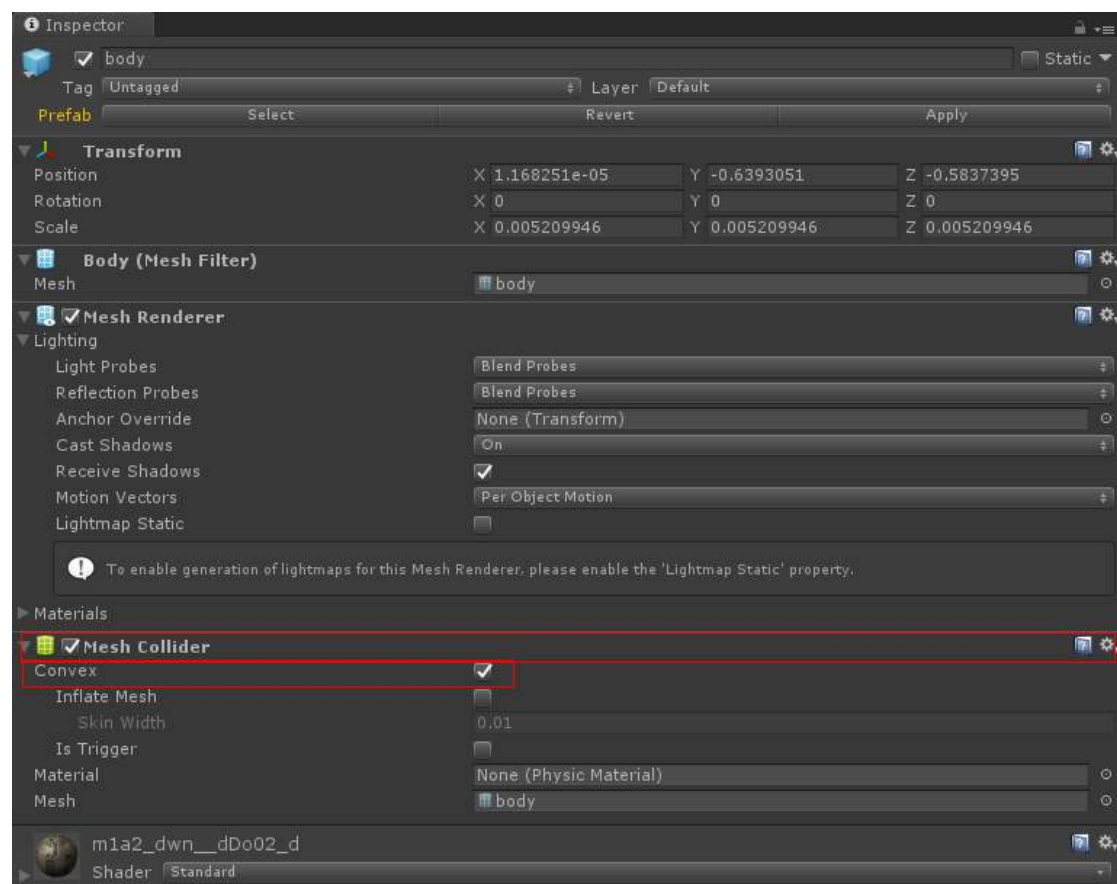 Inspector
body Static
Tag Untagged Layer Default
Prefab Select Revert Apply
Transform
Position X 1.168251e-05 Y -0.6393051 Z -0.5837395
Rotation X 0 Y 0 Z 0
Scale X 0.005209946 Y 0.005209946 Z 0.005209946
Body (Mesh Filter)
Mesh body
Mesh Renderer
Lighting
Light Probes Blend Probes
Reflection Probes Blend Probes
Anchor Override None (Transform)
Cast Shadows On
Receive Shadows
Motion Vectors Per Object Motion
Lightmap Static
To enable generation of lightmaps for this Mesh Renderer, please enable the 'Lightmap Static' property.
Materials
Mesh Collider
Convex
Inflate Mesh
Skin Width 0.01
Is Trigger
Material None (Physic Material)
Mesh body
m1a2_dwn__dDo02_d
Shader Standard